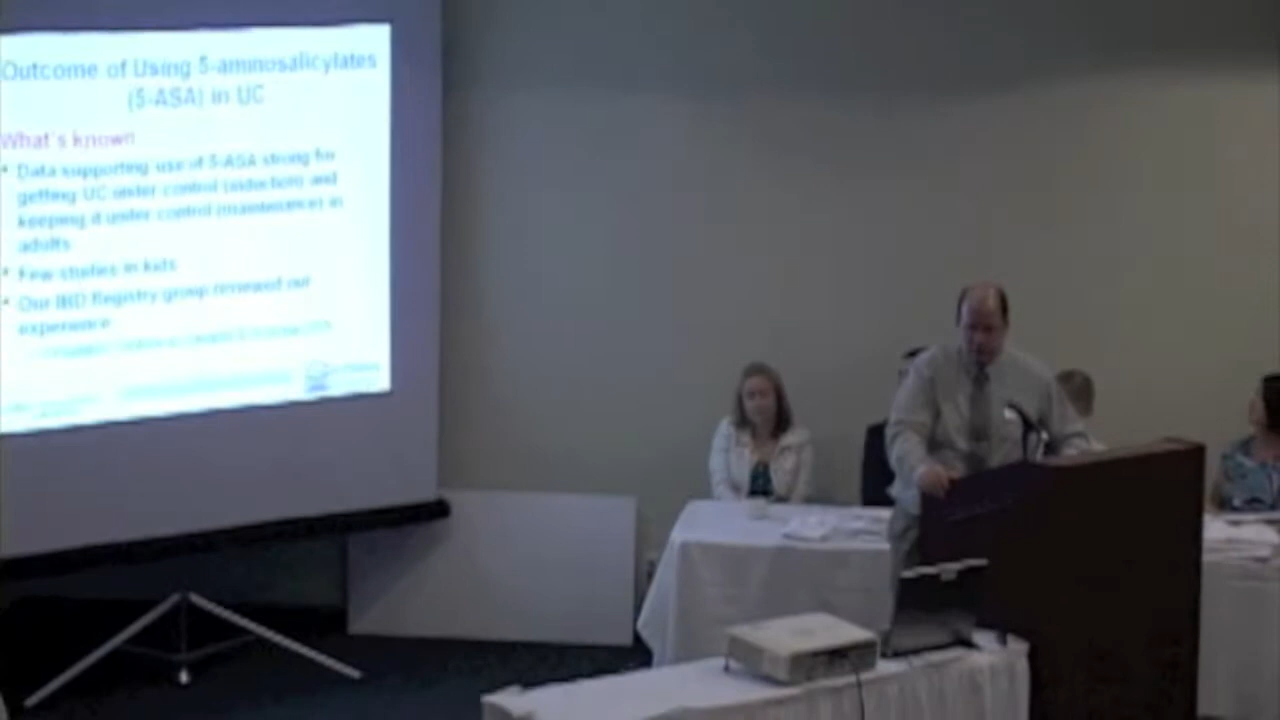 Outcome of Using 5-aminosalicylates
(5-ASA) in UC
What's known
• Data supporting use of 5-ASA strong for
getting UC under control (induction) and
keeping it under control (maintenance) in
adults
• Few studies in kids
• Our IBD Registry group reviewed our
experience